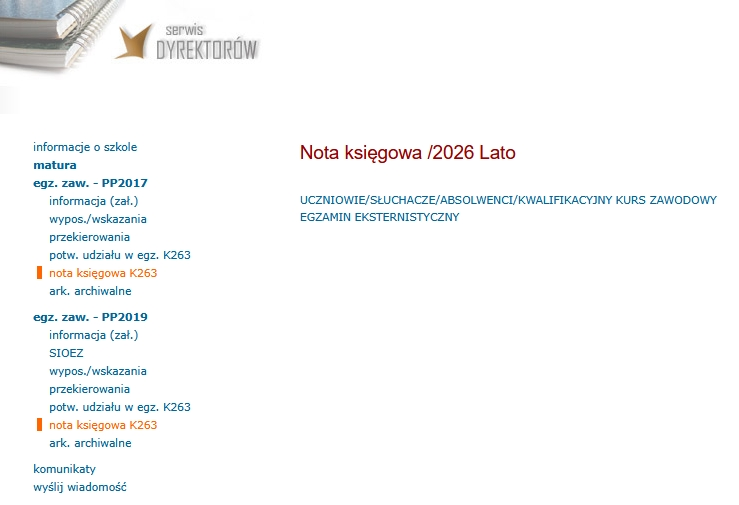 serwis
DYREKTORÓW
informacje o szkole
matura
egz. zaw. - PP2017
informacja (zał.)
wypos./wskazania
przekierowania
potw. udziału w egz. K263
nota księgowa K263
ark. archiwalne
egz. zaw. - PP2019
informacja (zał.)
SIOEZ
wypos./wskazania
przekierowania
potw. udziału w egz. K263
nota księgowa K263
ark. archiwalne
komunikaty
wyślij wiadomość
Nota księgowa /2026 Lato
UCZNIOWIE/SŁUCHACZE/ABSOLWENCI/KWALIFIKACYJNY KURS ZAWODOWY
EGZAMIN EKSTERNISTYCZNY